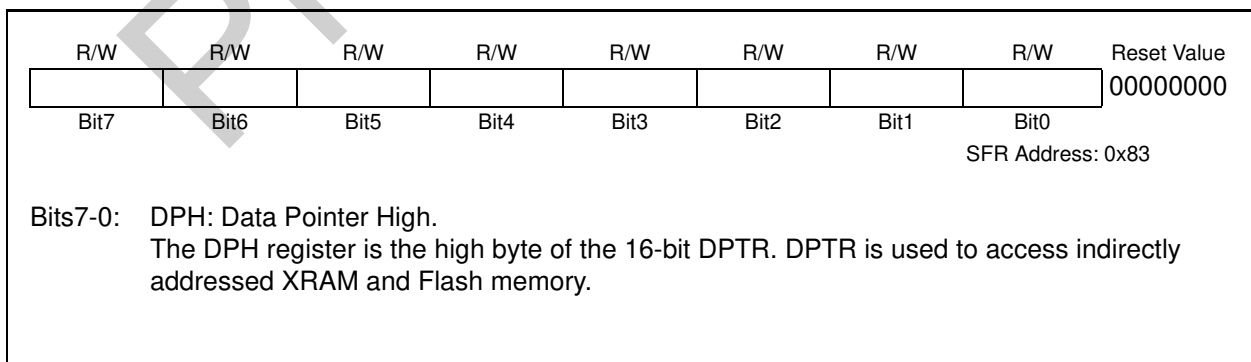 R/W R/W R/W R/W R/W R/W R/W R/W Reset Value
00000000
Bit7 Bit6 Bit5 Bit4 Bit3 Bit2 Bit1 Bit0
SFR Address: 0x83
Bits7-0: DPH: Data Pointer High.
The DPH register is the high byte of the 16-bit DPTR. DPTR is used to access indirectly
addressed XRAM and Flash memory.